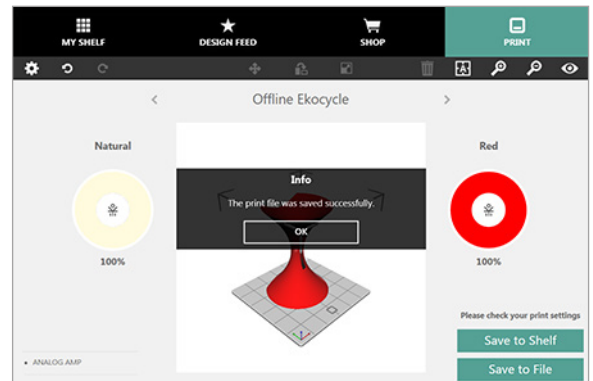 MY SHELF
DESIGN FEED
SHOP
PRINT
A
Offline Ekocycle
Natural
Red
Info
The print file was saved successfully.
OK
100%
100%
Please check your print settings
Save to Shelf
Save to File
• ANALOG AMP